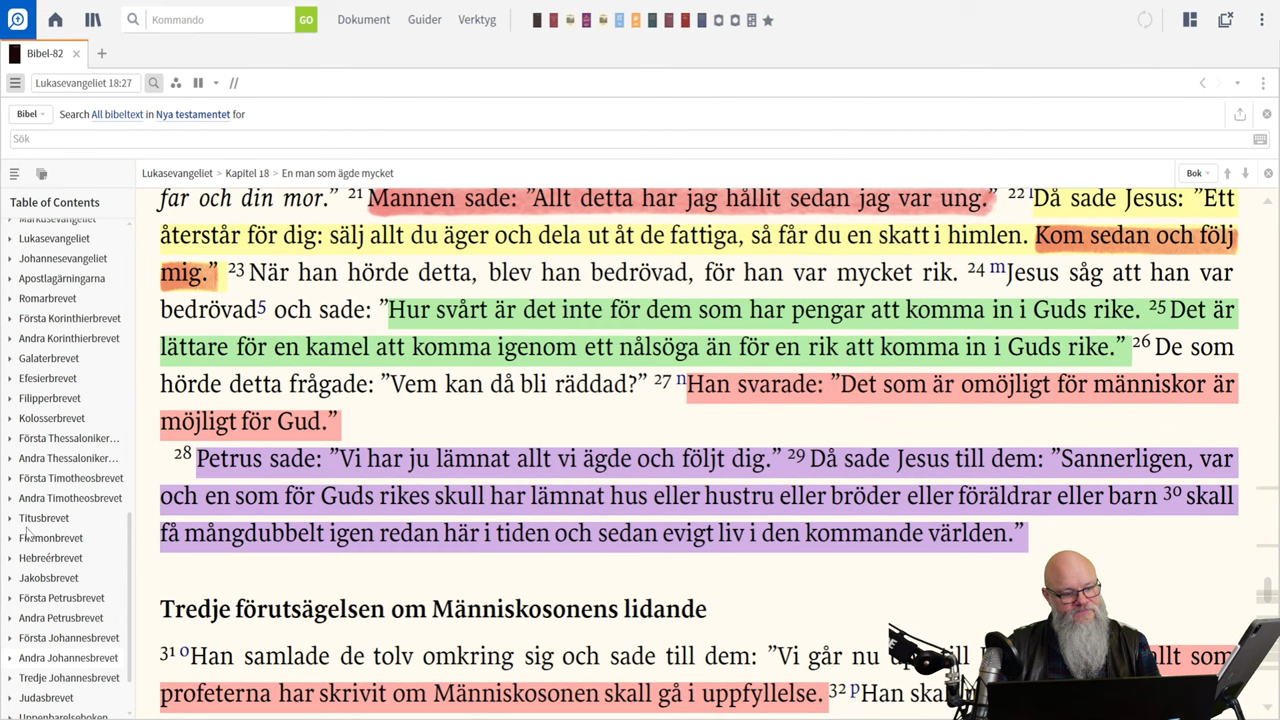 Kommando GO Dokument Guider Verktyg
Bibel-82
Lukasevangeliet 18:27
Bibel Search All bibeltext in Nya testamentet for
Sök
Lukasevangeliet Kapitel 18 En man som ägde mycket Bok
Table of Contents
Markusevangeliet
Lukasevangeliet
Johannesevangeliet
Apostlagärningarna
Romarbrevet
Första Korinthierbrevet
Andra Korinthierbrevet
Galaterbrevet
Efesierbrevet
Filipperbrevet
Kolosserbrevet
Första Thessaloniker…
Andra Thessaloniker…
Första Timotheosbrevet
Andra Timotheosbrevet
Titusbrevet
Filemonbrevet
Hebreérbrevet
Jakobsbrevet
Första Petrusbrevet
Andra Petrusbrevet
Första Johannesbrevet
Andra Johannesbrevet
Tredje Johannesbrevet
Judasbrevet
Uppenbarelseboken
far och din mor.” 21 Mannen sade: ”Allt detta har jag hållit sedan jag var ung.” 22 l Då sade Jesus: ”Ett
återstår för dig: sälj allt du äger och dela ut åt de fattiga, så får du en skatt i himlen. Kom sedan och följ
mig.” 23 När han hörde detta, blev han bedrövad, för han var mycket rik. 24 m Jesus såg att han var
bedrövad5 och sade: ”Hur svårt är det inte för dem som har pengar att komma in i Guds rike. 25 Det är
lättare för en kamel att komma igenom ett nålsöga än för en rik att komma in i Guds rike.” 26 De som
hörde detta frågade: ”Vem kan då bli räddad?” 27 n Han svarade: ”Det som är omöjligt för människor är
möjligt för Gud.”
28 Petrus sade: ”Vi har ju lämnat allt vi ägde och följt dig.” 29 Då sade Jesus till dem: ”Sannerligen, var
och en som för Guds rikes skull har lämnat hus eller hustru eller bröder eller föräldrar eller barn 30 skall
få mångdubbelt igen redan här i tiden och sedan evigt liv i den kommande världen.”
Tredje förutsägelsen om Människosonens lidande
31 o Han samlade de tolv omkring sig och sade till dem: ”Vi går nu allt som
profeterna har skrivit om Människosonen skall gå i uppfyllelse. 32 p Han